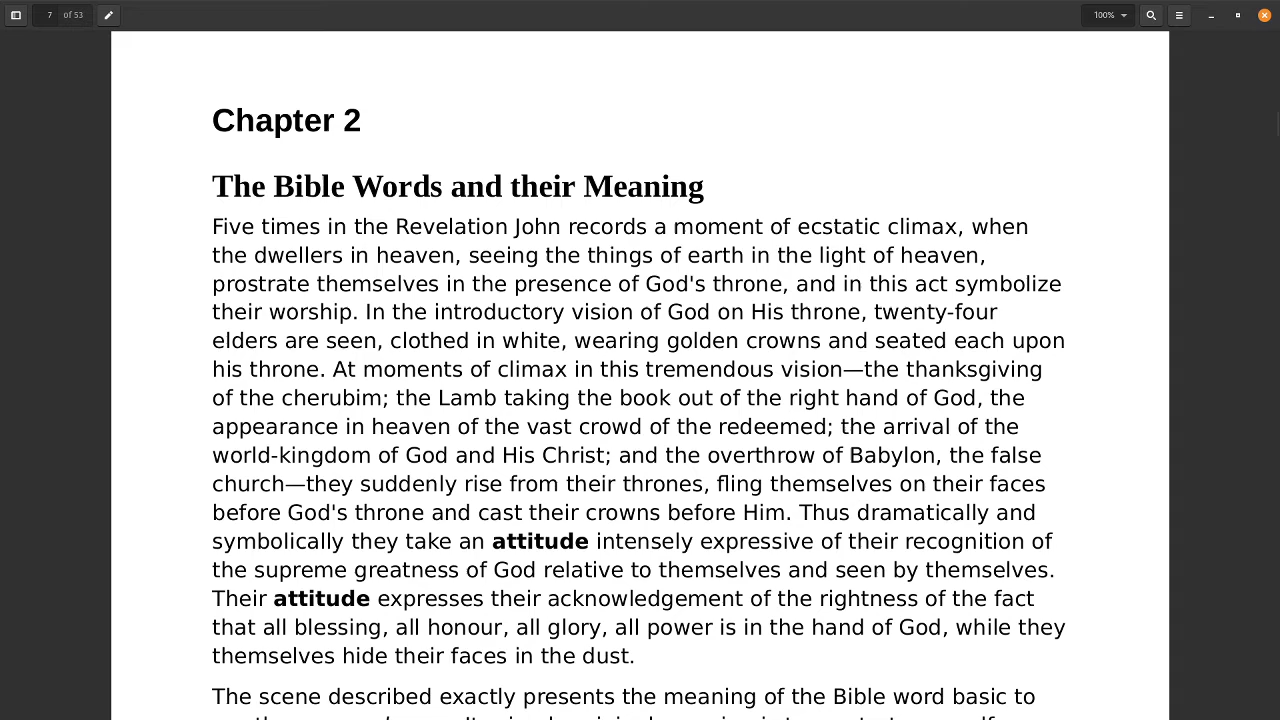 7 of 53
100%
Chapter 2
The Bible Words and their Meaning
Five times in the Revelation John records a moment of ecstatic climax, when
the dwellers in heaven, seeing the things of earth in the light of heaven,
prostrate themselves in the presence of God's throne, and in this act symbolize
their worship. In the introductory vision of God on His throne, twenty-four
elders are seen, clothed in white, wearing golden crowns and seated each upon
his throne. At moments of climax in this tremendous vision—the thanksgiving
of the cherubim; the Lamb taking the book out of the right hand of God, the
appearance in heaven of the vast crowd of the redeemed; the arrival of the
world-kingdom of God and His Christ; and the overthrow of Babylon, the false
church—they suddenly rise from their thrones, fling themselves on their faces
before God's throne and cast their crowns before Him. Thus dramatically and
symbolically they take an attitude intensely expressive of their recognition of
the supreme greatness of God relative to themselves and seen by themselves.
Their attitude expresses their acknowledgement of the rightness of the fact
that all blessing, all honour, all glory, all power is in the hand of God, while they
themselves hide their faces in the dust.
The scene described exactly presents the meaning of the Bible word basic to